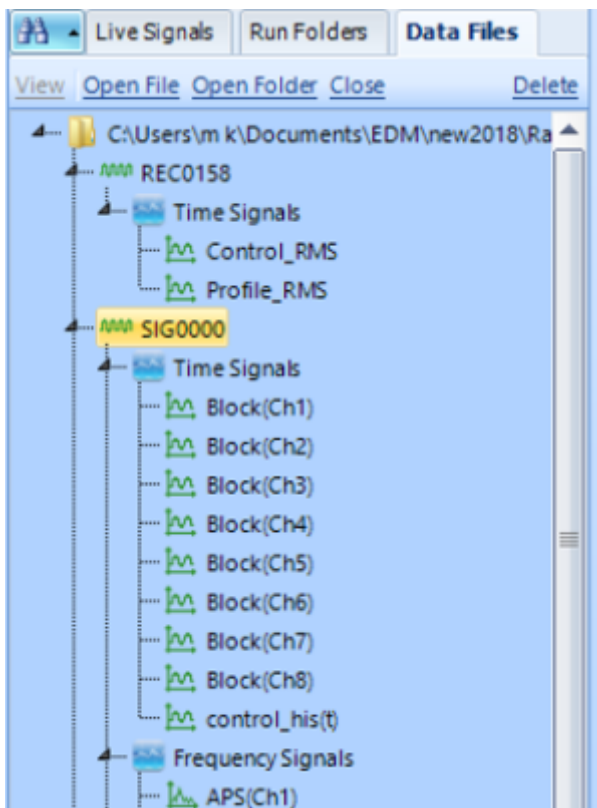 Live Signals Run Folders Data Files
View Open File Open Folder Close Delete
C:\Users\m k\Documents\EDM\new2018\Ra
REC0158
Time Signals
Control_RMS
Profile_RMS
SIG0000
Time Signals
Block(Ch1)
Block(Ch2)
Block(Ch3)
Block(Ch4)
Block(Ch5)
Block(Ch6)
Block(Ch7)
Block(Ch8)
control_his(t)
Frequency Signals
APS(Ch1)